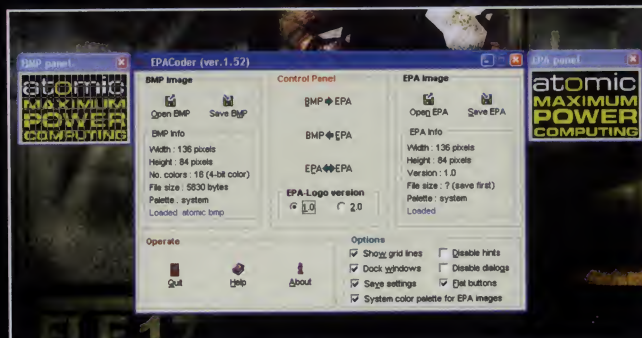 BMP panel
atomic
MAXIMUM
POWER
COMPUTING
EPACoder (ver.1.52)
BMP Image
Open BMP
Save BMP
BMP Info
Width : 136 pixels
Height : 84 pixels
No. colors : 16 (4-bit color)
File size : 5830 bytes
Palette : system
Loaded atomic bmp
Control Panel
BMP EPA
BMP EPA
EPA EPA
EPA-Logo version
1.0
2.0
EPA Image
Open EPA
Save EPA
EPA Info
Width : 136 pixels
Height : 84 pixels
Version : 1.0
File size : ? (save first)
Palette : system
Loaded
Operate
Quit
Help
About
Options
Show grid lines
Disable hints
Dock windows
Disable dialogs
Save settings
Flat buttons
System color palette for EPA images
EPA panel
atomic
MAXIMUM
POWER
COMPUTING